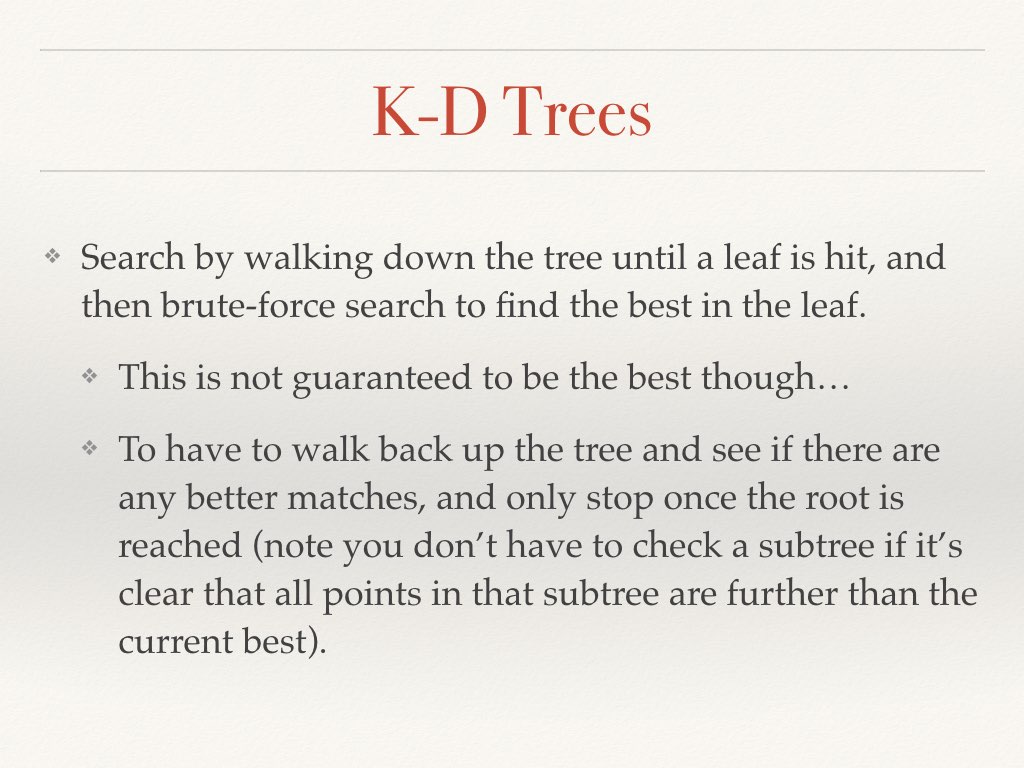 K-D Trees
❖ Search by walking down the tree until a leaf is hit, and
then brute-force search to find the best in the leaf.
❖ This is not guaranteed to be the best though…
❖ To have to walk back up the tree and see if there are
any better matches, and only stop once the root is
reached (note you don’t have to check a subtree if it’s
clear that all points in that subtree are further than the
current best).